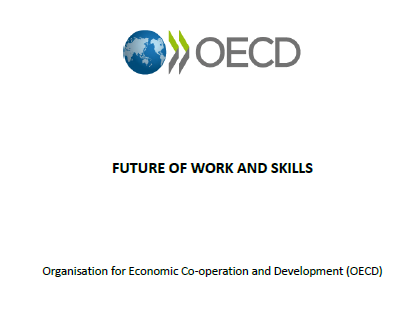 OECD
FUTURE OF WORK AND SKILLS
Organisation for Economic Co-operation and Development (OECD)